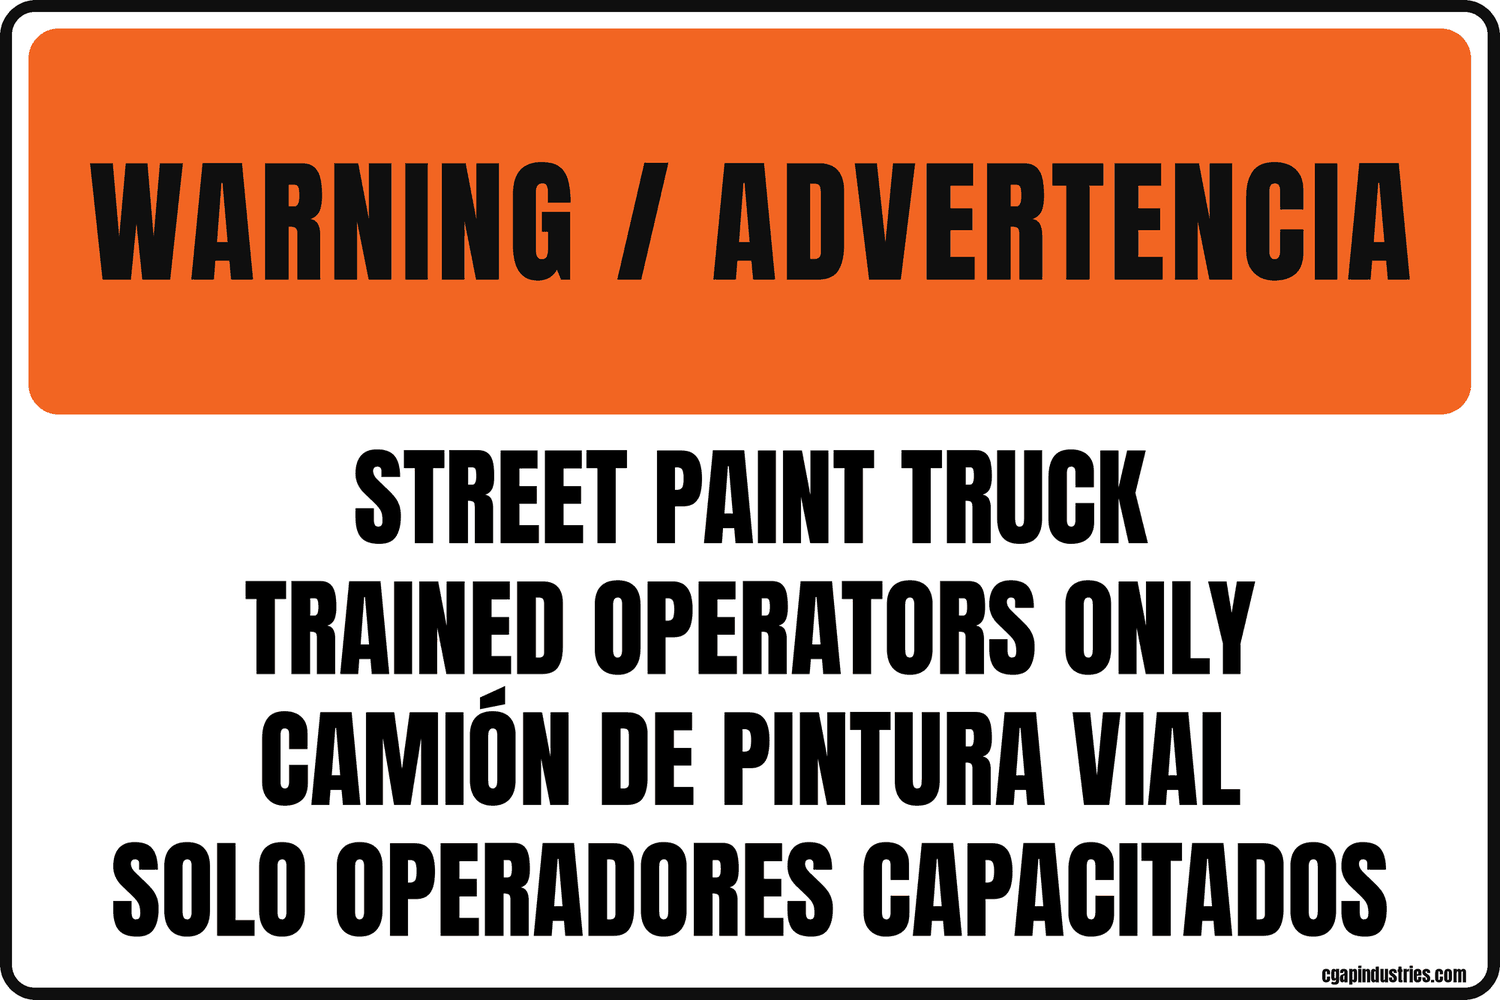 WARNING / ADVERTENCIA
STREET PAINT TRUCK
TRAINED OPERATORS ONLY
CAMIÓN DE PINTURA VIAL
SOLO OPERADORES CAPACITADOS
cgapindustries.com